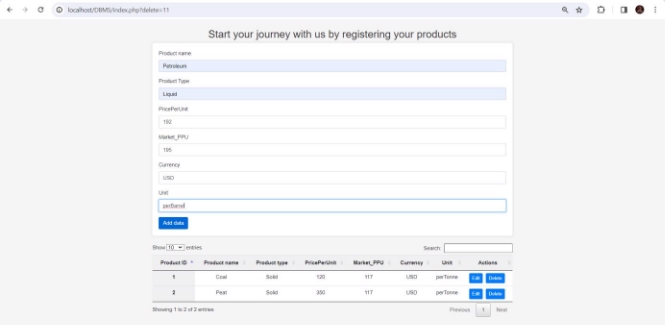 localhost/DBMS/index.php?delete=11
Start your journey with us by registering your products
Product name
Petroleum
Product Type
Liquid
PricePerUnit
102
Market_PPU
105
Currency
USD
Unit
perBarrell
Add data
Show 10 entries
Search:
Product ID Product name Product type PricePerUnit Market_PPU Currency Unit Actions
1 Coal Solid 120 117 USD perTonne Edit Delete
2 Peat Solid 350 117 USD perTonne Edit Delete
Showing 1 to 2 of 2 entries
Previous 1 Next